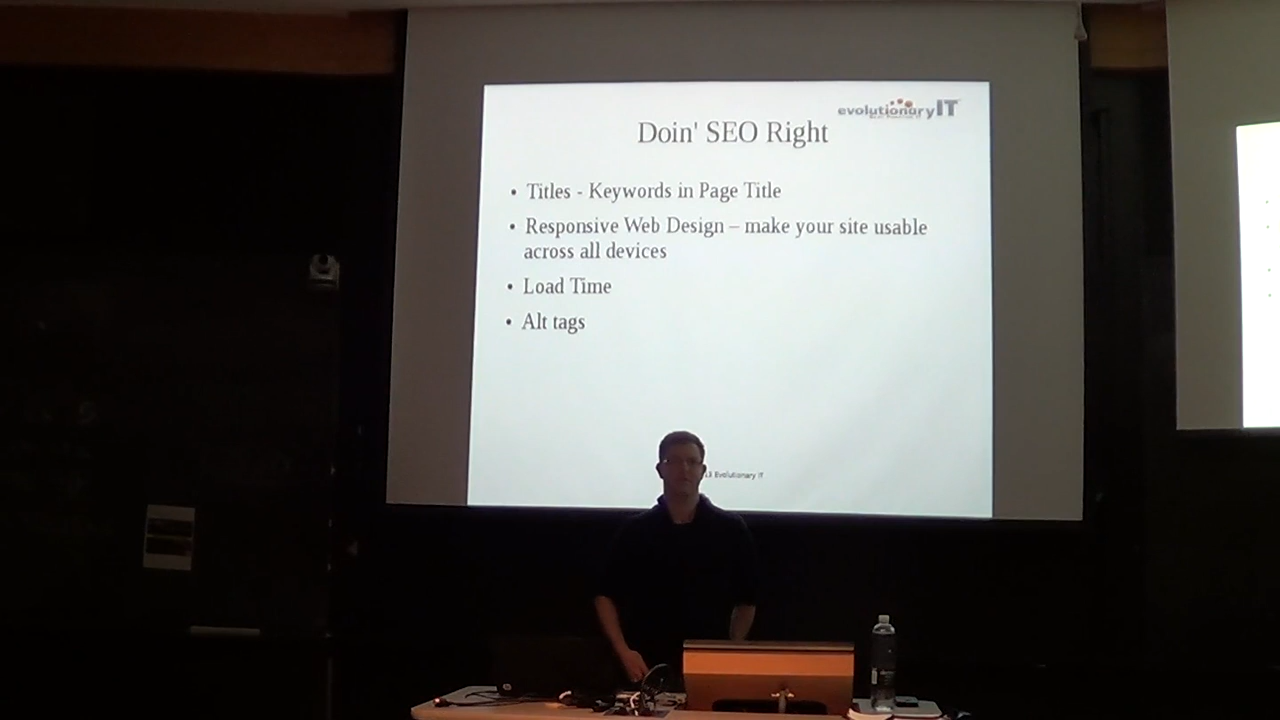 evolutionaryIT
Doin' SEO Right
• Titles - Keywords in Page Title
• Responsive Web Design – make your site usable
across all devices
• Load Time
• Alt tags
Evolutionary IT